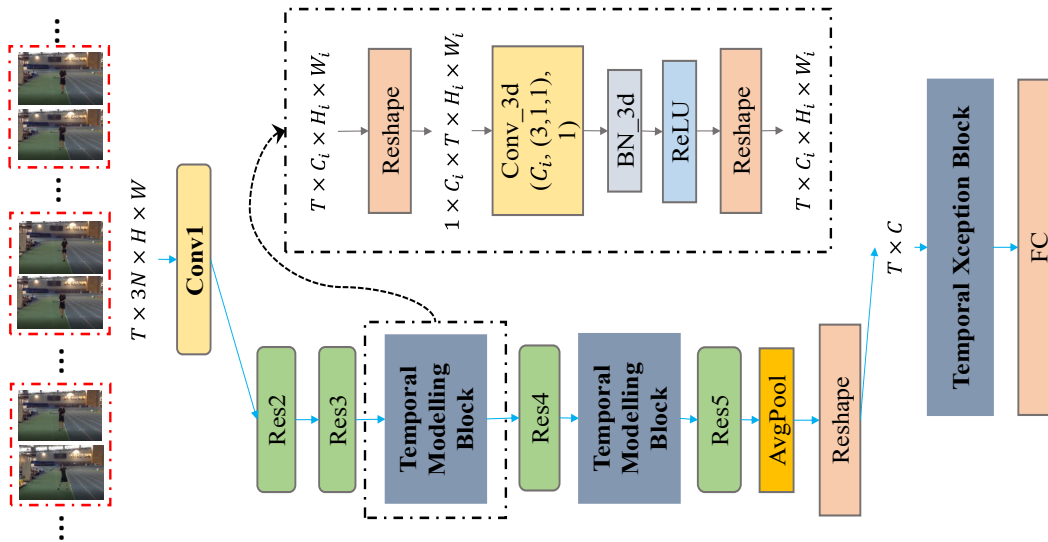 T × 3N × H × W
Conv1
Res2
Res3
Temporal
Modelling
Block
Res4
Temporal
Modelling
Block
Res5
AvgPool
Reshape
T × C
Temporal Xception Block
FC
T × C_i × H_i × W_i
Reshape
1 × C_i × T × H_i × W_i
Conv_3d
(C_i, (3,1,1),
1)
BN_3d
ReLU
Reshape
T × C_i × H_i × W_i